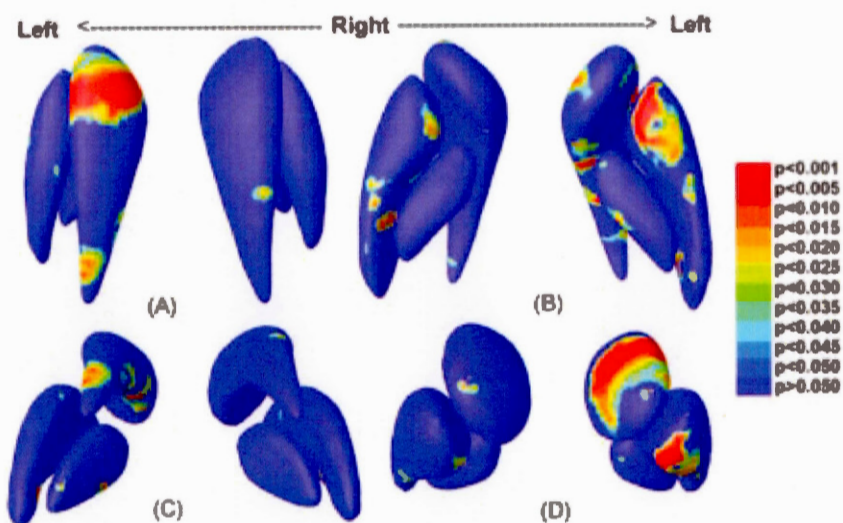 Left <----------------- Right -----------------> Left
p<0.001
p<0.005
p<0.010
p<0.015
p<0.020
p<0.025
p<0.030
p<0.035
p<0.040
p<0.045
p<0.050
p>0.050
(A)
(B)
(C)
(D)